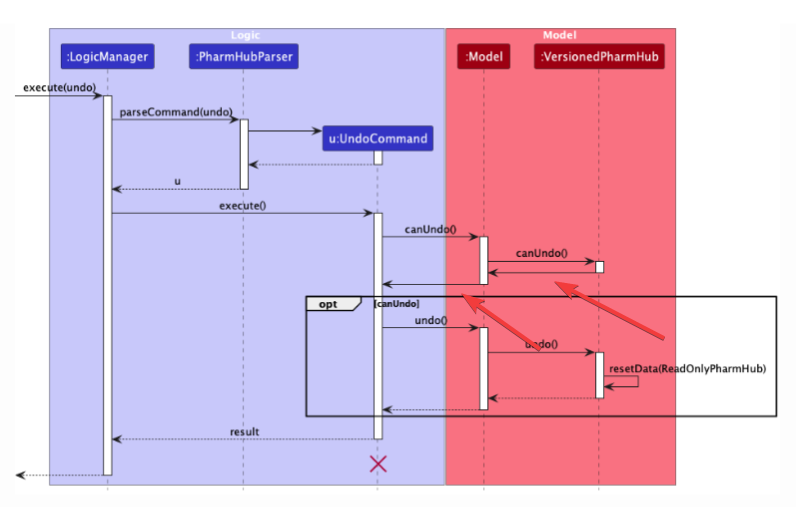 Logic
Model
:LogicManager
:PharmHubParser
:Model
:VersionedPharmHub
execute(undo)
parseCommand(undo)
u:UndoCommand
u
execute()
canUndo()
canUndo()
opt
[canUndo]
undo()
undo()
resetData(ReadOnlyPharmHub)
result